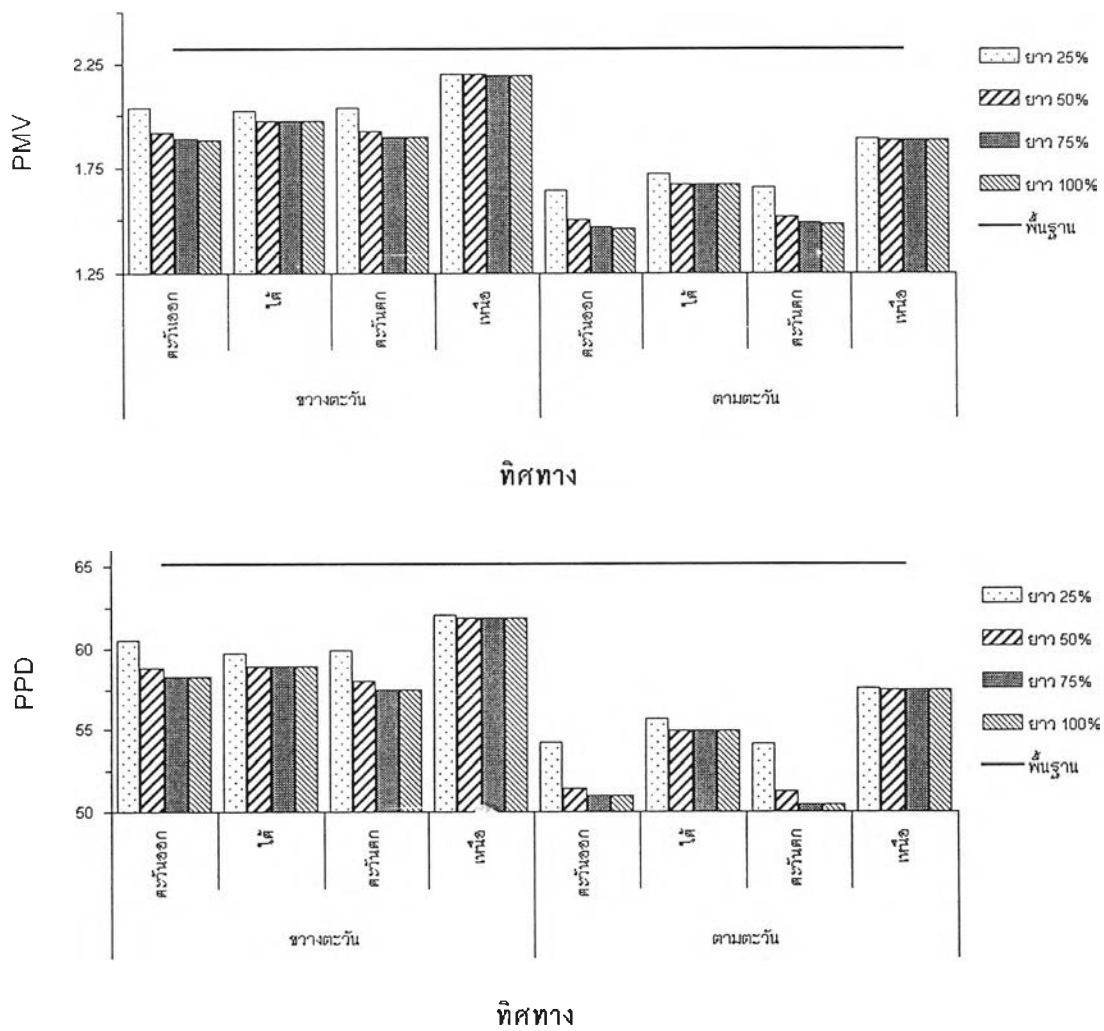 PMV
2.25
1.75
1.25
ตะวันออก
ใต้
ตะวันตก
เหนือ
ตะวันออก
ใต้
ตะวันตก
เหนือ
ขวางตะวัน
ตามตะวัน
ทิศทาง
ยาว 25%
ยาว 50%
ยาว 75%
ยาว 100%
พื้นฐาน
PPD
65
60
55
50
ตะวันออก
ใต้
ตะวันตก
เหนือ
ตะวันออก
ใต้
ตะวันตก
เหนือ
ขวางตะวัน
ตามตะวัน
ทิศทาง
ยาว 25%
ยาว 50%
ยาว 75%
ยาว 100%
พื้นฐาน